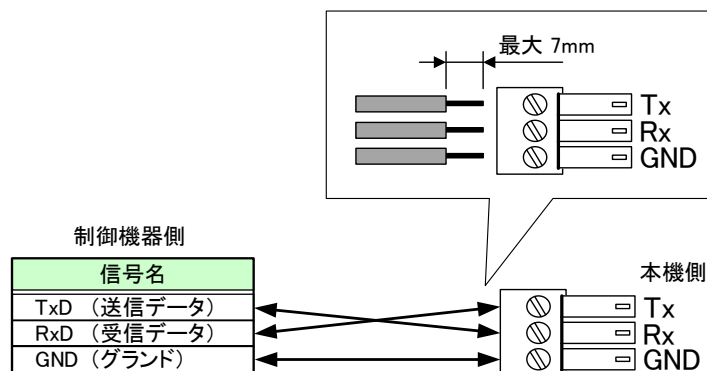 最大 7mm
Tx
Rx
GND
制御機器側
信号名
TxD （送信データ）
RxD （受信データ）
GND （グランド）
本機側
Tx
Rx
GND